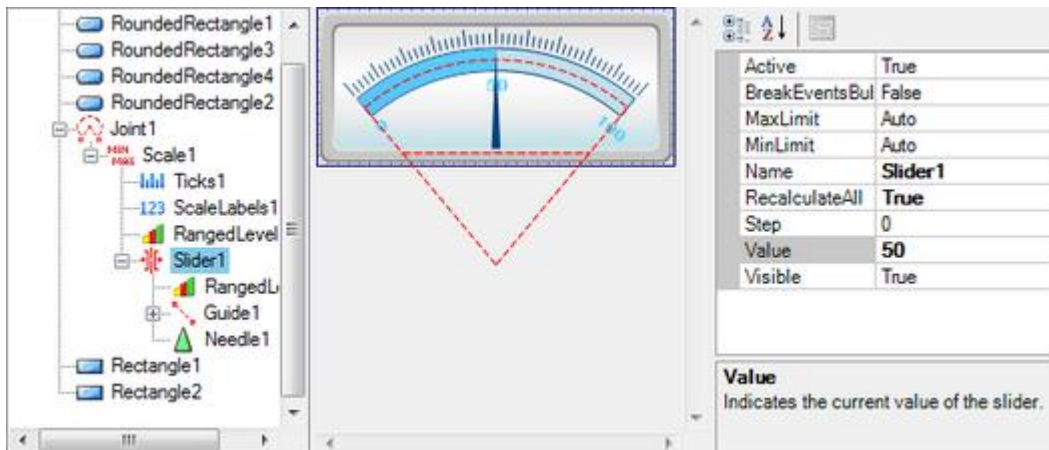 RoundedRectangle1
RoundedRectangle3
RoundedRectangle4
RoundedRectangle2
Joint1
MIN
MAX
Scale1
Ticks1
123 ScaleLabels1
RangedLevel
Slider1
RangedL
Guide1
Needle1
Rectangle1
Rectangle2
0
50
100
A
Z
Active True
BreakEventsBul False
MaxLimit Auto
MinLimit Auto
Name Slider1
RecalculateAll True
Step 0
Value 50
Visible True
Value
Indicates the current value of the slider.